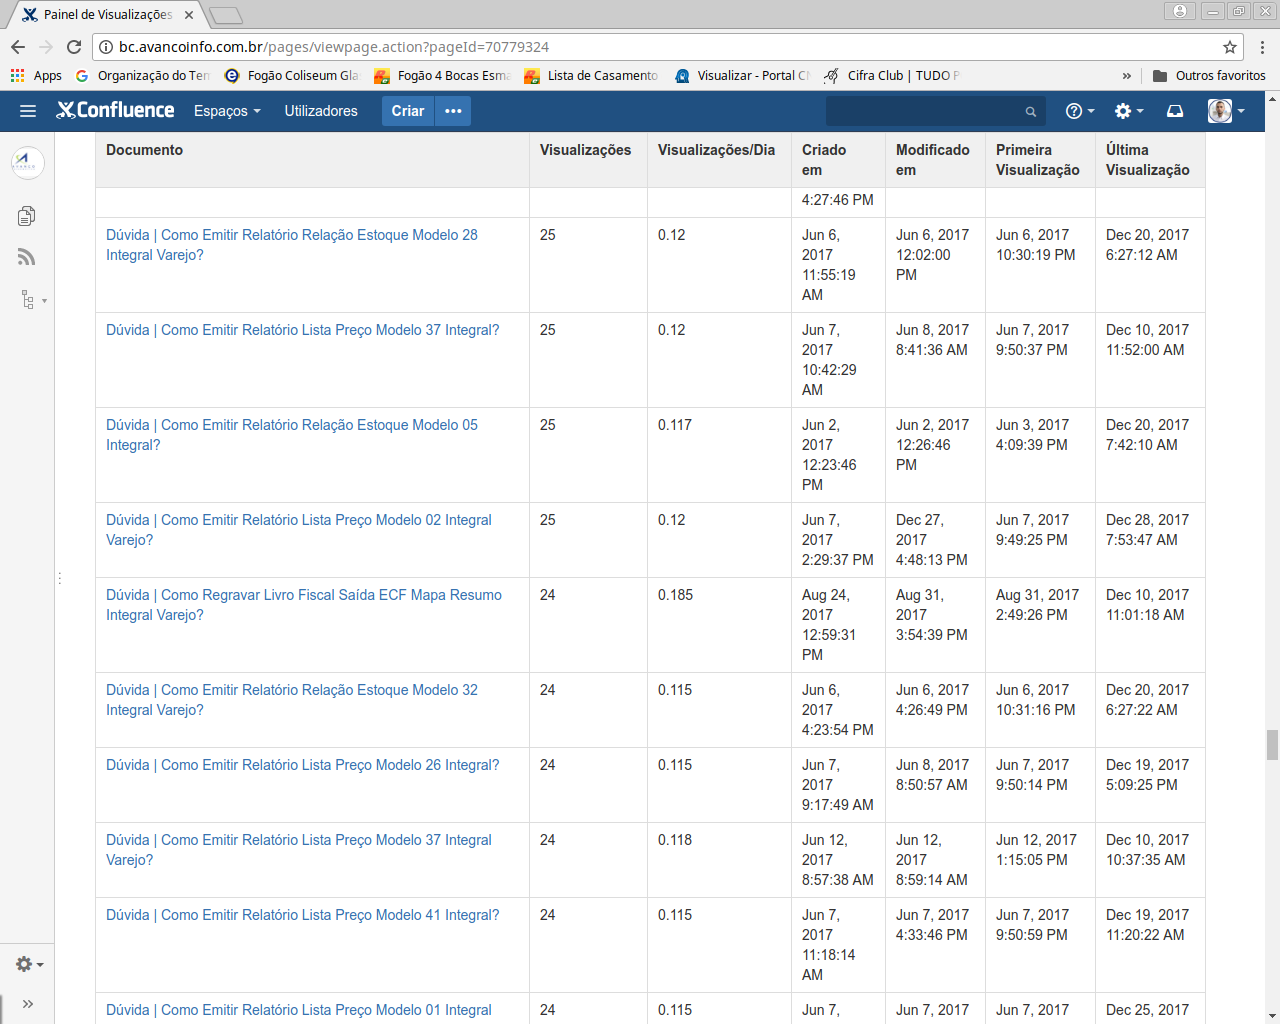 Painel de Visualizações
bc.avancoinfo.com.br/pages/viewpage.action?pageId=70779324
Apps Organização do Ter Fogão Coliseum Gla Fogão 4 Bocas Esma Lista de Casamento Visualizar - Portal C Cifra Club | TUDO » Outros favoritos
Confluence Espaços Utilizadores Criar •••
Documento Visualizações Visualizações/Dia Criado em Modificado em Primeira Visualização Última Visualização
4:27:46 PM
Dúvida | Como Emitir Relatório Relação Estoque Modelo 28 25 0.12 Jun 6, Jun 6, 2017 Jun 6, 2017 Dec 20, 2017
Integral Varejo? 2017 12:02:00 10:30:19 PM 6:27:12 AM
11:55:19 PM
AM
Dúvida | Como Emitir Relatório Lista Preço Modelo 37 Integral? 25 0.12 Jun 7, Jun 8, 2017 Jun 7, 2017 Dec 10, 2017
2017 8:41:36 AM 9:50:37 PM 11:52:00 AM
10:42:29
AM
Dúvida | Como Emitir Relatório Relação Estoque Modelo 05 25 0.117 Jun 2, Jun 2, 2017 Jun 3, 2017 Dec 20, 2017
Integral? 2017 12:26:46 4:09:39 PM 7:42:10 AM
12:23:46 PM
PM
Dúvida | Como Emitir Relatório Lista Preço Modelo 02 Integral 25 0.12 Jun 7, Dec 27, Jun 7, 2017 Dec 28, 2017
Varejo? 2017 2017 9:49:25 PM 7:53:47 AM
2:29:37 PM 4:48:13 PM
Dúvida | Como Regravar Livro Fiscal Saída ECF Mapa Resumo 24 0.185 Aug 24, Aug 31, Aug 31, 2017 Dec 10, 2017
Integral Varejo? 2017 2017 2:49:26 PM 11:01:18 AM
12:59:31 3:54:39 PM
PM
Dúvida | Como Emitir Relatório Relação Estoque Modelo 32 24 0.115 Jun 6, Jun 6, 2017 Jun 6, 2017 Dec 20, 2017
Integral Varejo? 2017 4:26:49 PM 10:31:16 PM 6:27:22 AM
4:23:54 PM
Dúvida | Como Emitir Relatório Lista Preço Modelo 26 Integral? 24 0.115 Jun 7, Jun 8, 2017 Jun 7, 2017 Dec 19, 2017
2017 8:50:57 AM 9:50:14 PM 5:09:25 PM
9:17:49 AM
Dúvida | Como Emitir Relatório Lista Preço Modelo 37 Integral 24 0.118 Jun 12, Jun 12, Jun 12, 2017 Dec 10, 2017
Varejo? 2017 2017 1:15:05 PM 10:37:35 AM
8:57:38 AM 8:59:14 AM
Dúvida | Como Emitir Relatório Lista Preço Modelo 41 Integral? 24 0.115 Jun 7, Jun 7, 2017 Jun 7, 2017 Dec 19, 2017
2017 4:33:46 PM 9:50:59 PM 11:20:22 AM
11:18:14
AM
Dúvida | Como Emitir Relatório Lista Preço Modelo 01 Integral 24 0.115 Jun 7, Jun 7, 2017 Jun 7, 2017 Dec 25, 2017